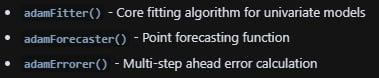 • adamFitter() - Core fitting algorithm for univariate models
• adamForecaster() - Point forecasting function
• adamErrorer() - Multi-step ahead error calculation